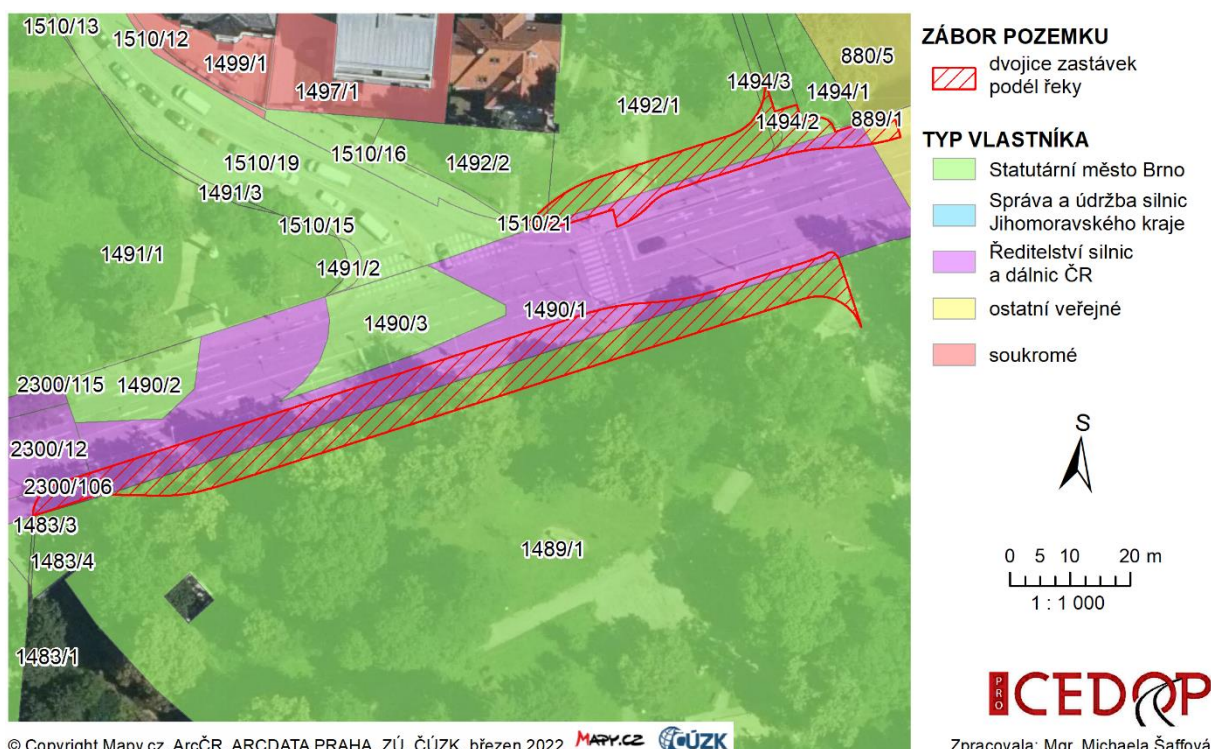 1510/13
1510/12
1499/1
1497/1
1494/3
1494/1
880/5
1492/1
1494/2
889/1
1510/16
1492/2
1510/19
1491/3
1510/15
1510/21
1491/1
1491/2
1490/1
1490/3
2300/115
1490/2
2300/12
2300/106
1483/3
1483/4
1489/1
1483/1
ZÁBOR POZEMKU
dvojice zastávek
podél řeky
TYP VLASTNÍKA
Statutární město Brno
Správa a údržba silnic
Jihomoravského kraje
Ředitelství silnic
a dálnic ČR
ostatní veřejné
soukromé
S
0 5 10 20 m
1 : 1 000
PRO ICEDOP
© Copyright Mapy.cz, ArcČR, ARCDATA PRAHA, ZÚ, ČÚZK, březen 2022 MAPY.CZ ČÚZK
Zpracovala: Mgr. Michaela Šaffová